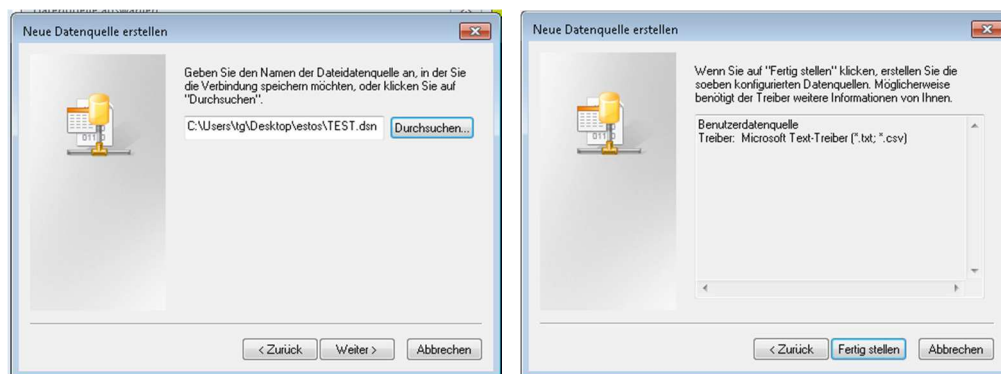 Datenquelle auswählen
Neue Datenquelle erstellen
Geben Sie den Namen der Dateidatenquelle an, in der Sie
die Verbindung speichern möchten, oder klicken Sie auf
"Durchsuchen".
C:\Users\tg\Desktop\estos\TEST.dsn
Durchsuchen...
< Zurück
Weiter >
Abbrechen
Neue Datenquelle erstellen
Wenn Sie auf "Fertig stellen" klicken, erstellen Sie die
soeben konfigurierten Datenquellen. Möglicherweise
benötigt der Treiber weitere Informationen von Ihnen.
Benutzerdatenquelle
Treiber: Microsoft Text-Treiber (*.txt; *.csv)
< Zurück
Fertig stellen
Abbrechen